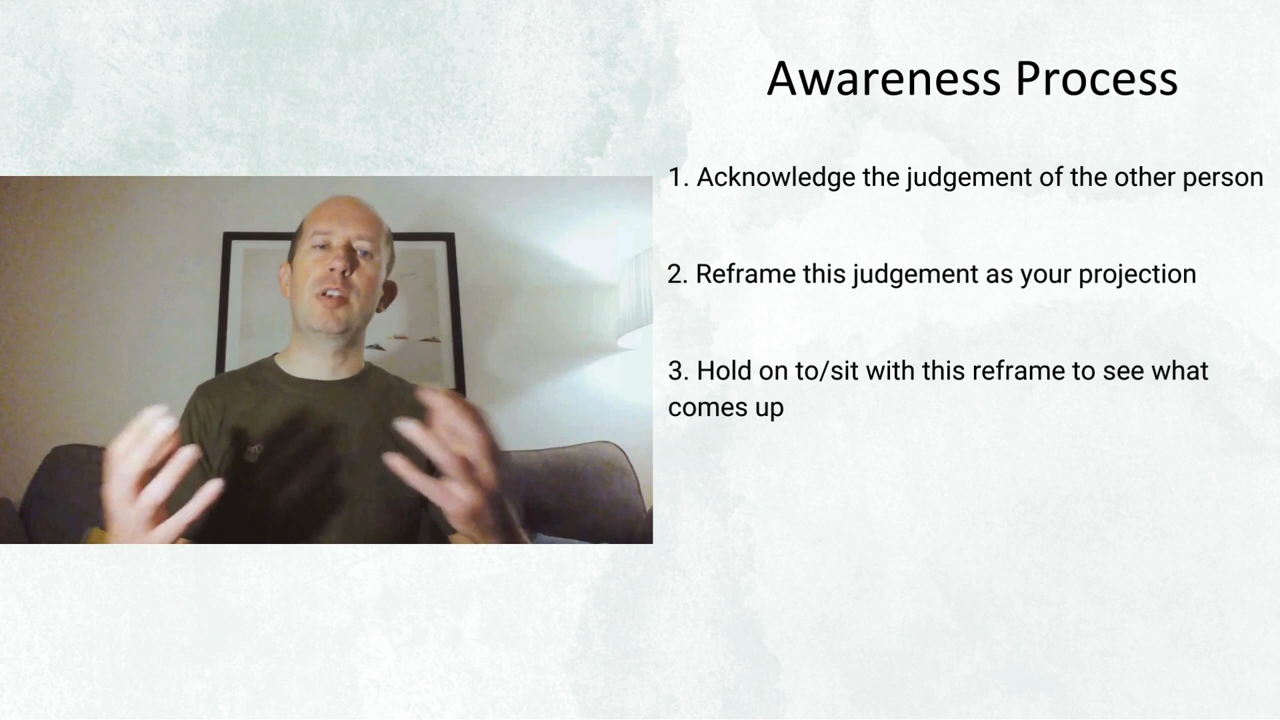 Awareness Process
1. Acknowledge the judgement of the other person
2. Reframe this judgement as your projection
3. Hold on to/sit with this reframe to see what
comes up